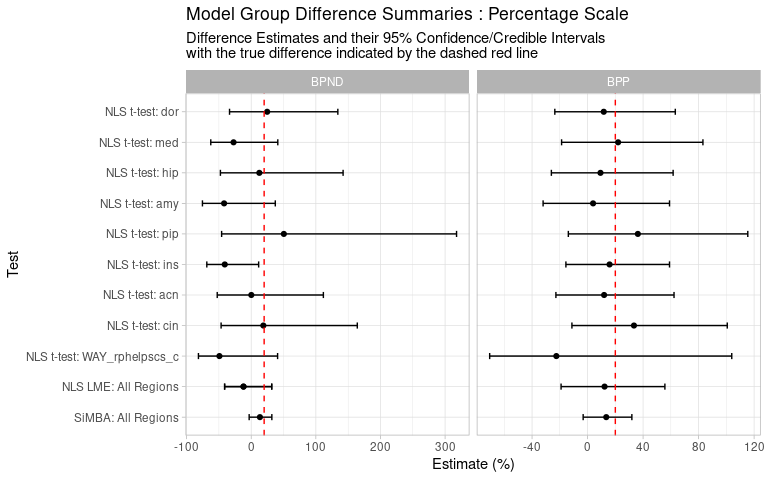 Model Group Difference Summaries : Percentage Scale
Difference Estimates and their 95% Confidence/Credible Intervals
with the true difference indicated by the dashed red line
BPND
BPP
Test
NLS t-test: dor
NLS t-test: med
NLS t-test: hip
NLS t-test: amy
NLS t-test: pip
NLS t-test: ins
NLS t-test: acn
NLS t-test: cin
NLS t-test: WAY_rphelpscs_c
NLS LME: All Regions
SiMBA: All Regions
-100 0 100 200 300
-40 0 40 80 120
Estimate (%)